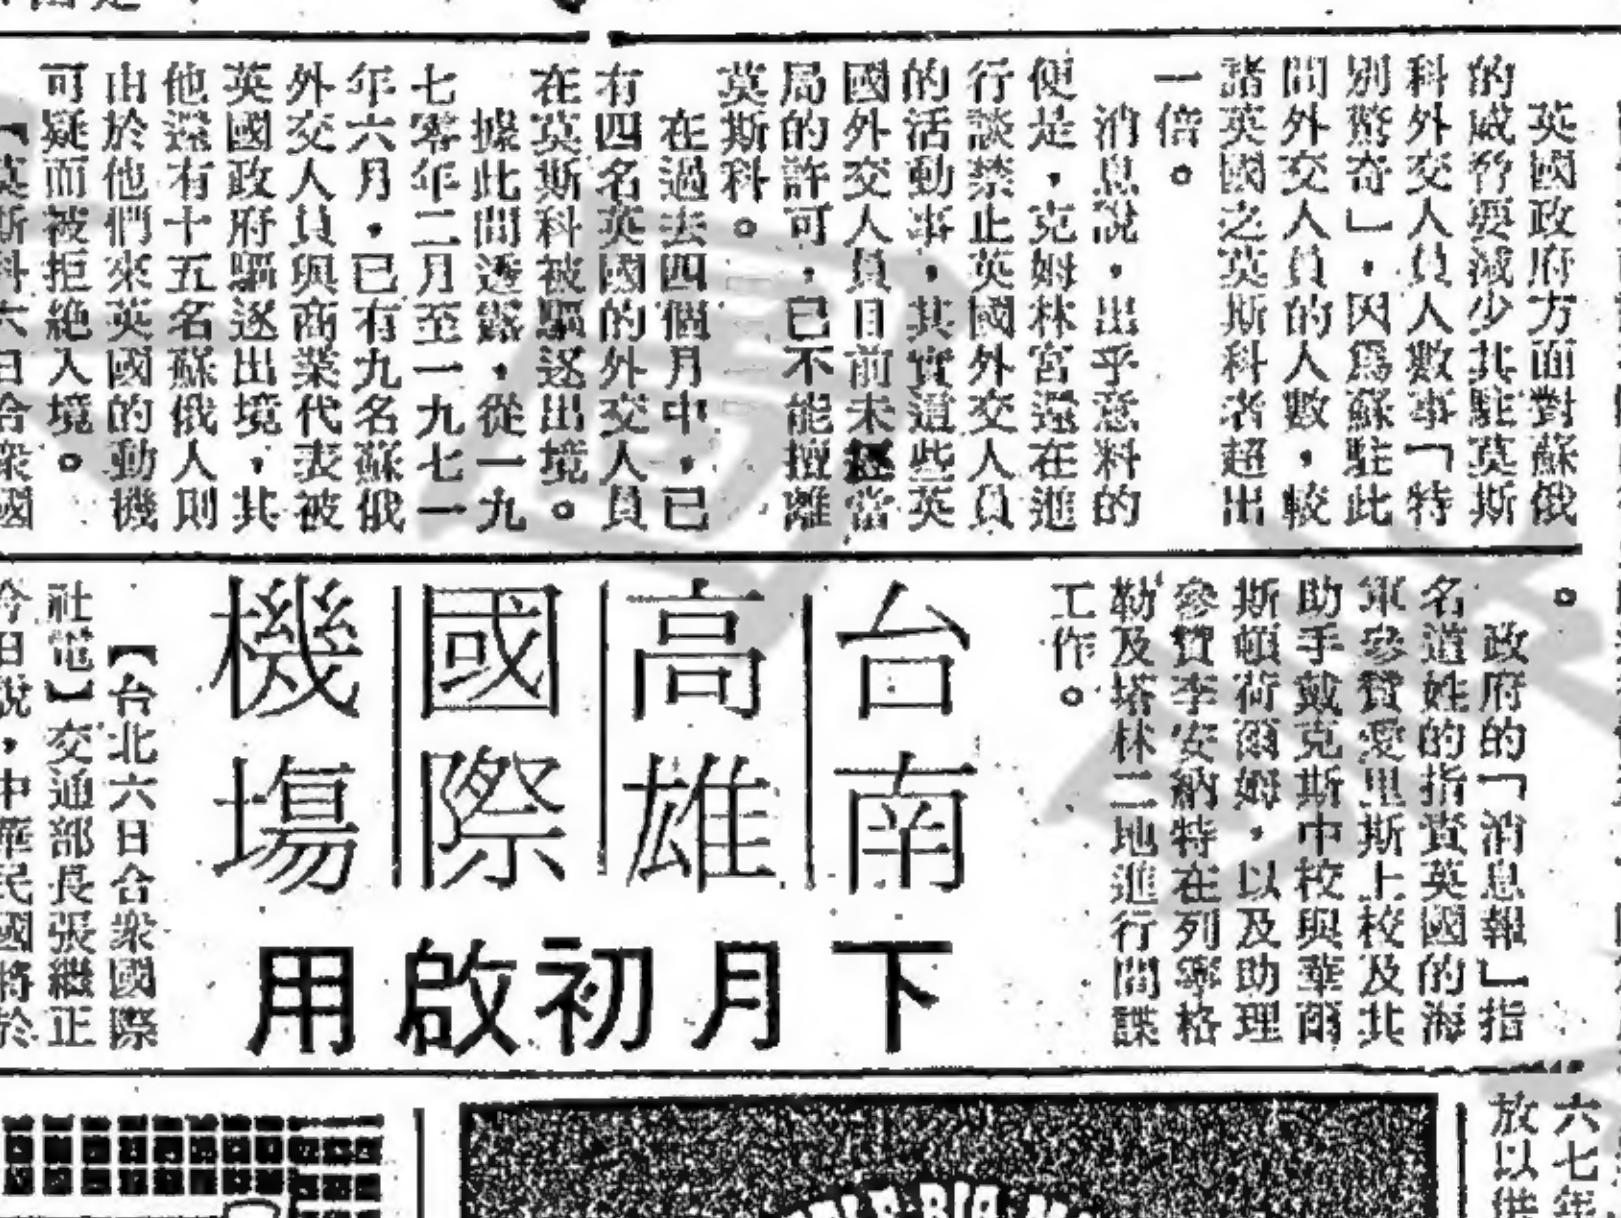 英國政府方面對蘇俄
的威脅要減少其駐莫斯
科外交人員人數事「特
別驚奇」，因為蘇駐此
間外交人員的人數，較
諸英國之英斯科者超出
一倍。
消息說，出乎意料的
便是，克姆林宮還在進
行談禁止英國外交人員
的活動事，其實這些英
國外交人員目前未經當
局的許可，已不能擅離
莫斯科。
在過去四個月中，已
有四名英國的外交人員
在莫斯科被驅逐出境。
據此間透露，從一九
七零年二月至一九七一
年六月，已有九名蘇俄
外交人員與商業代表被
英國政府驅逐出境，其
他還有十五名蘇俄人則
由於他們來英國的動機
可疑而被拒絕入境。
【莫斯科六日合衆國
。
政府的「消息報」指
名道姓的指責英國的海
軍參贊愛里斯上校及其
助手戴克斯中校與華爾
斯頓荷爾姆，以及助理
參贊李安納特在列寧格
勒及塔林二地進行間諜
工作。
台南
高雄
國際
機場
下月初啟用
【台北六日合衆國際
社電】交通部長張繼正
今日說，中華民國將於
六七年
放以供